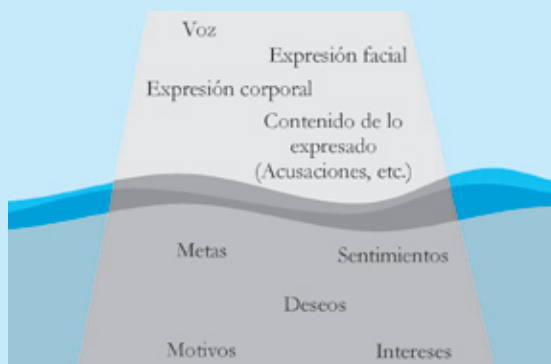 Voz
Expresión facial
Expresión corporal
Contenido de lo
expresado
(Acusaciones, etc.)
Metas
Sentimientos
Deseos
Motivos
Intereses